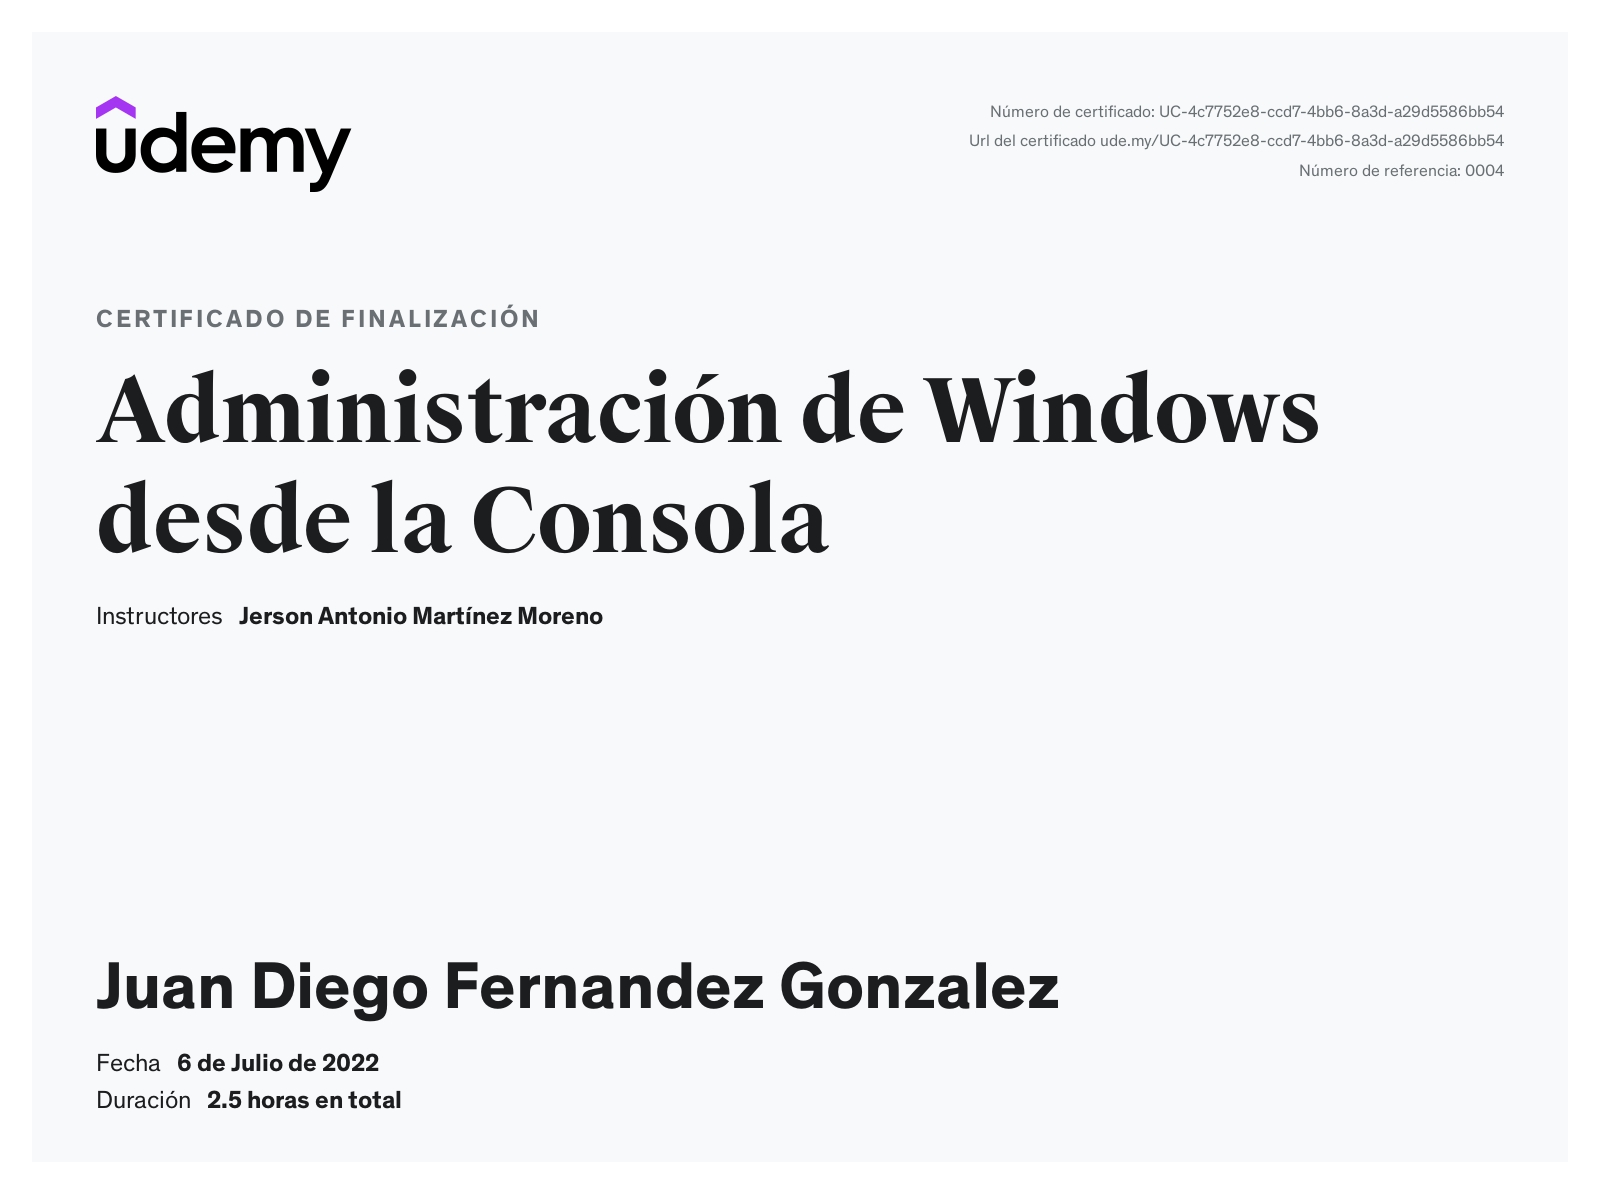 udemy
Número de certificado: UC-4c7752e8-ccd7-4bb6-8a3d-a29d5586bb54
Url del certificado ude.my/UC-4c7752e8-ccd7-4bb6-8a3d-a29d5586bb54
Número de referencia: 0004
CERTIFICADO DE FINALIZACIÓN
Administración de Windows
desde la Consola
Instructores Jerson Antonio Martínez Moreno
Juan Diego Fernandez Gonzalez
Fecha 6 de Julio de 2022
Duración 2.5 horas en total